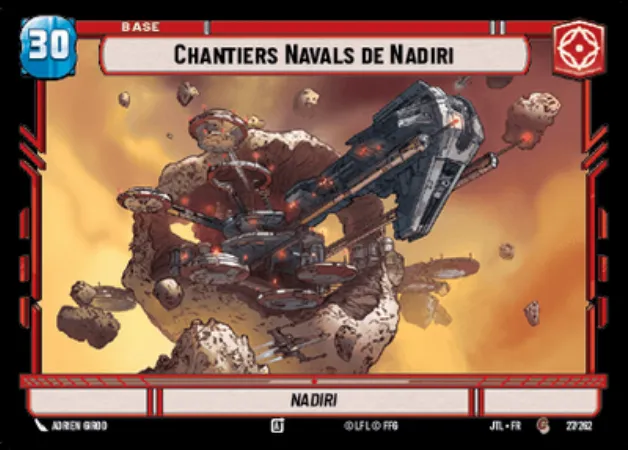 30
BASE
CHANTIERS NAVALS DE NADIRI
NADIRI
ADRIEN GIROD
©LFL © FFG
JTL • FR
C
27/262